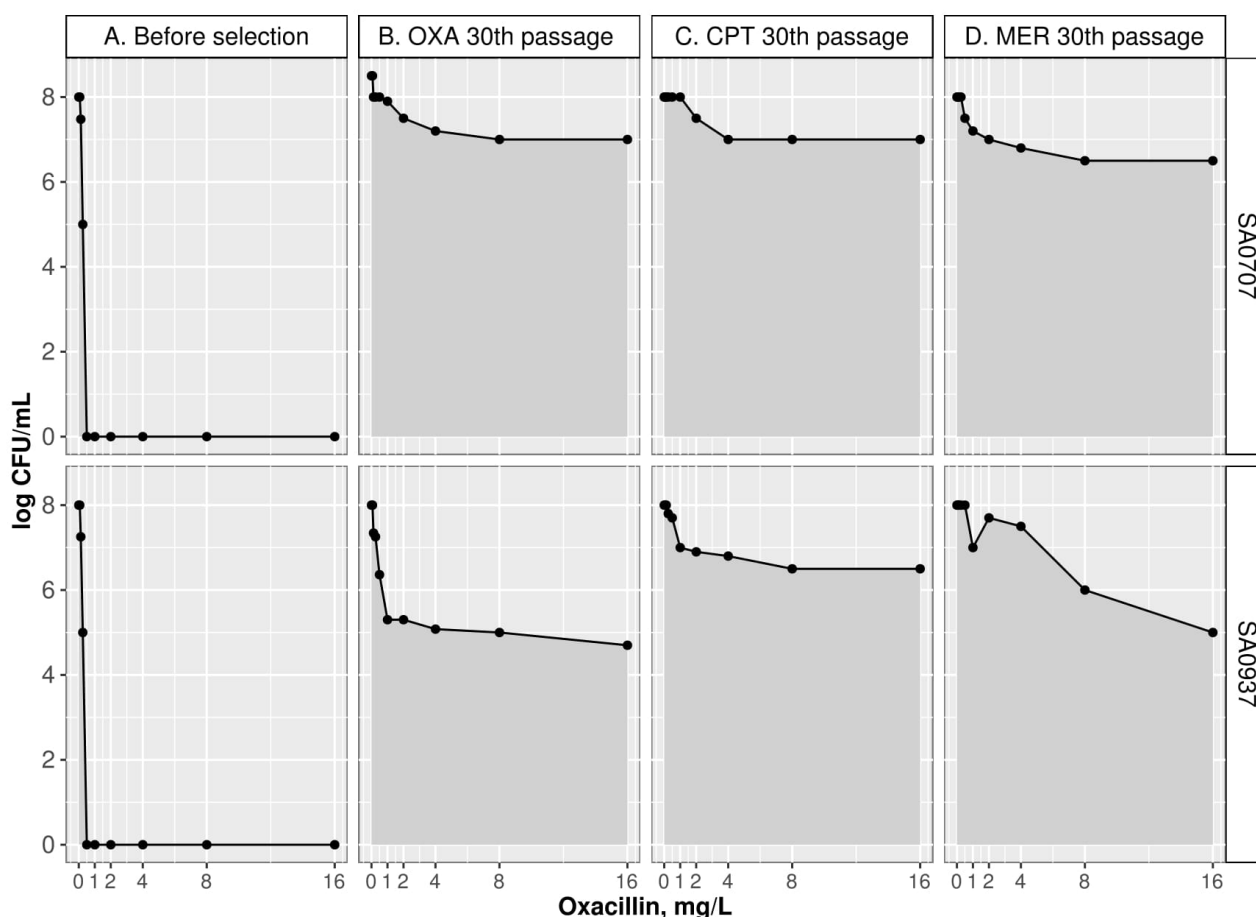 A. Before selection
B. OXA 30th passage
C. CPT 30th passage
D. MER 30th passage
8
6
4
2
0
SA0707
log CFU/mL
8
6
4
2
0
SA0937
0 1 2 4 8 16
0 1 2 4 8 16
0 1 2 4 8 16
0 1 2 4 8 16
Oxacillin, mg/L